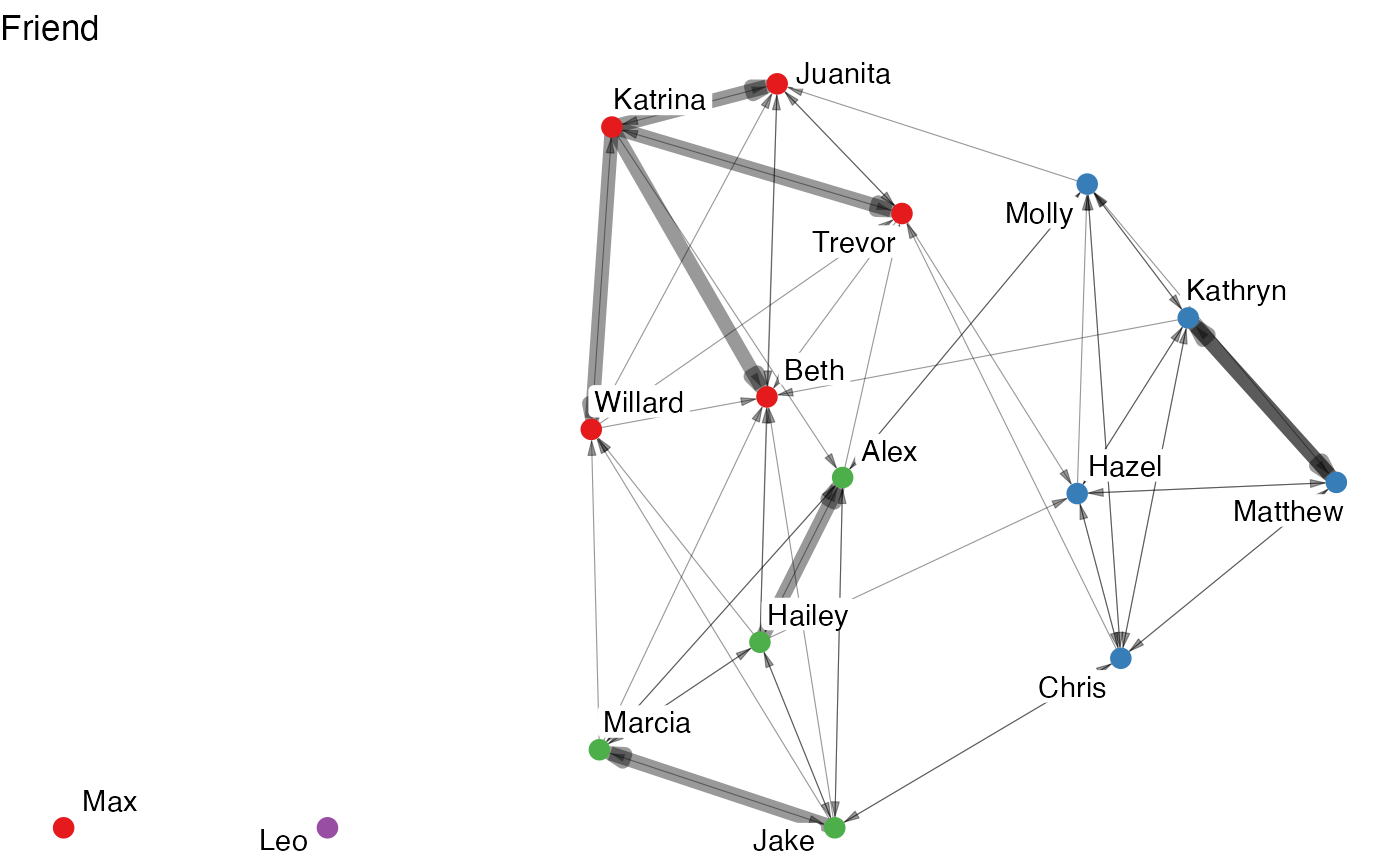 Friend
Juanita
Katrina
Molly
Trevor
Kathryn
Beth
Willard
Alex
Hazel
Matthew
Hailey
Chris
Marcia
Max
Leo
Jake